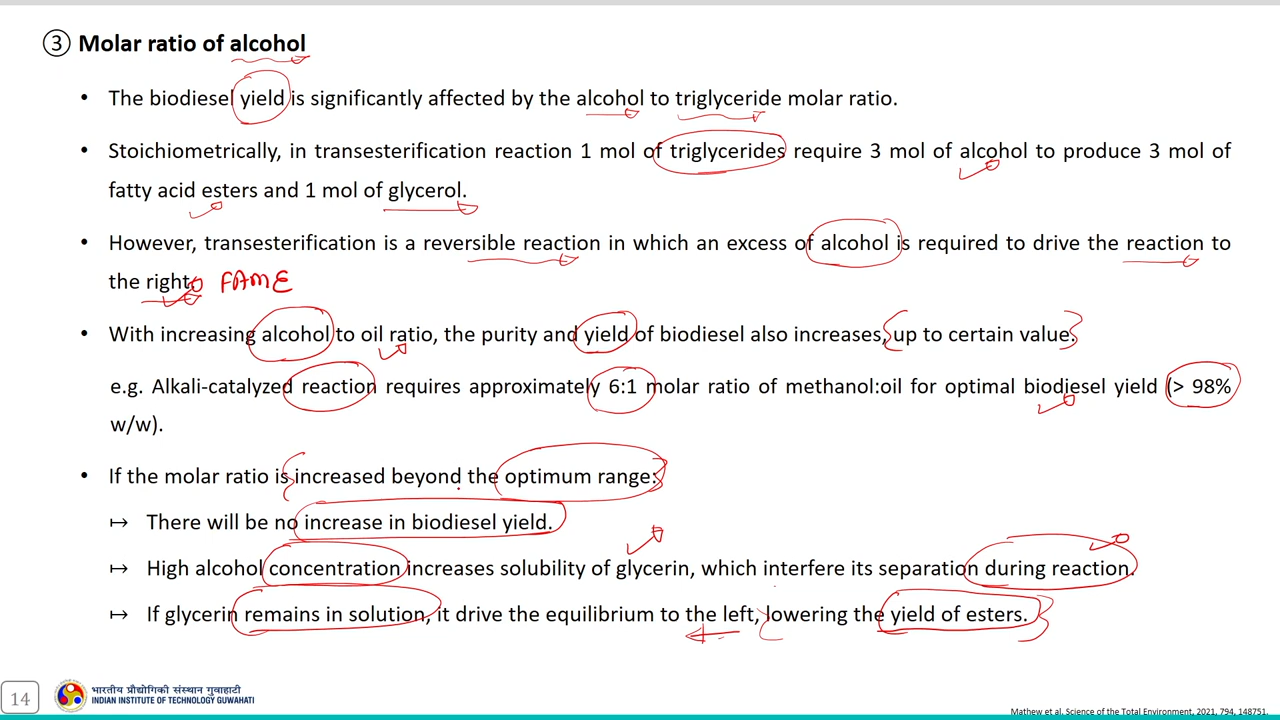 ③ Molar ratio of alcohol
• The biodiesel yield is significantly affected by the alcohol to triglyceride molar ratio.
• Stoichiometrically, in transesterification reaction 1 mol of triglycerides require 3 mol of alcohol to produce 3 mol of
fatty acid esters and 1 mol of glycerol.
• However, transesterification is a reversible reaction in which an excess of alcohol is required to drive the reaction to
the right. FAME
• With increasing alcohol to oil ratio, the purity and yield of biodiesel also increases, up to certain value.
e.g. Alkali-catalyzed reaction requires approximately 6:1 molar ratio of methanol:oil for optimal biodiesel yield (> 98%
w/w).
• If the molar ratio is increased beyond the optimum range:
↦ There will be no increase in biodiesel yield.
↦ High alcohol concentration increases solubility of glycerin, which interfere its separation during reaction.
↦ If glycerin remains in solution, it drive the equilibrium to the left, lowering the yield of esters.
14
भारतीय प्रौद्योगिकी संस्थान गुवाहाटी
INDIAN INSTITUTE OF TECHNOLOGY GUWAHATI
Mathew et al. Science of the Total Environment, 2021, 794, 148751.